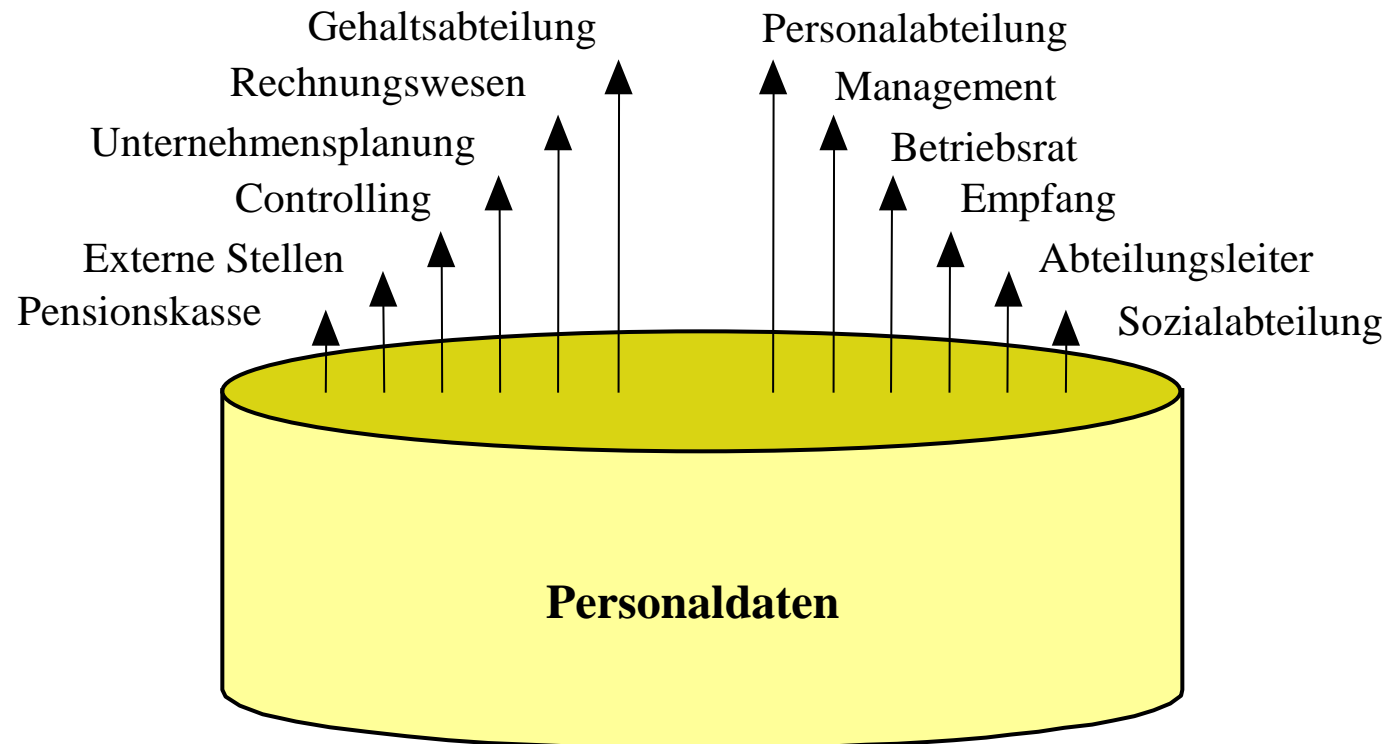 Gehaltsabteilung
Rechnungswesen
Unternehmensplanung
Controlling
Externe Stellen
Pensionskasse
Personalabteilung
Management
Betriebsrat
Empfang
Abteilungsleiter
Sozialabteilung
Personaldaten